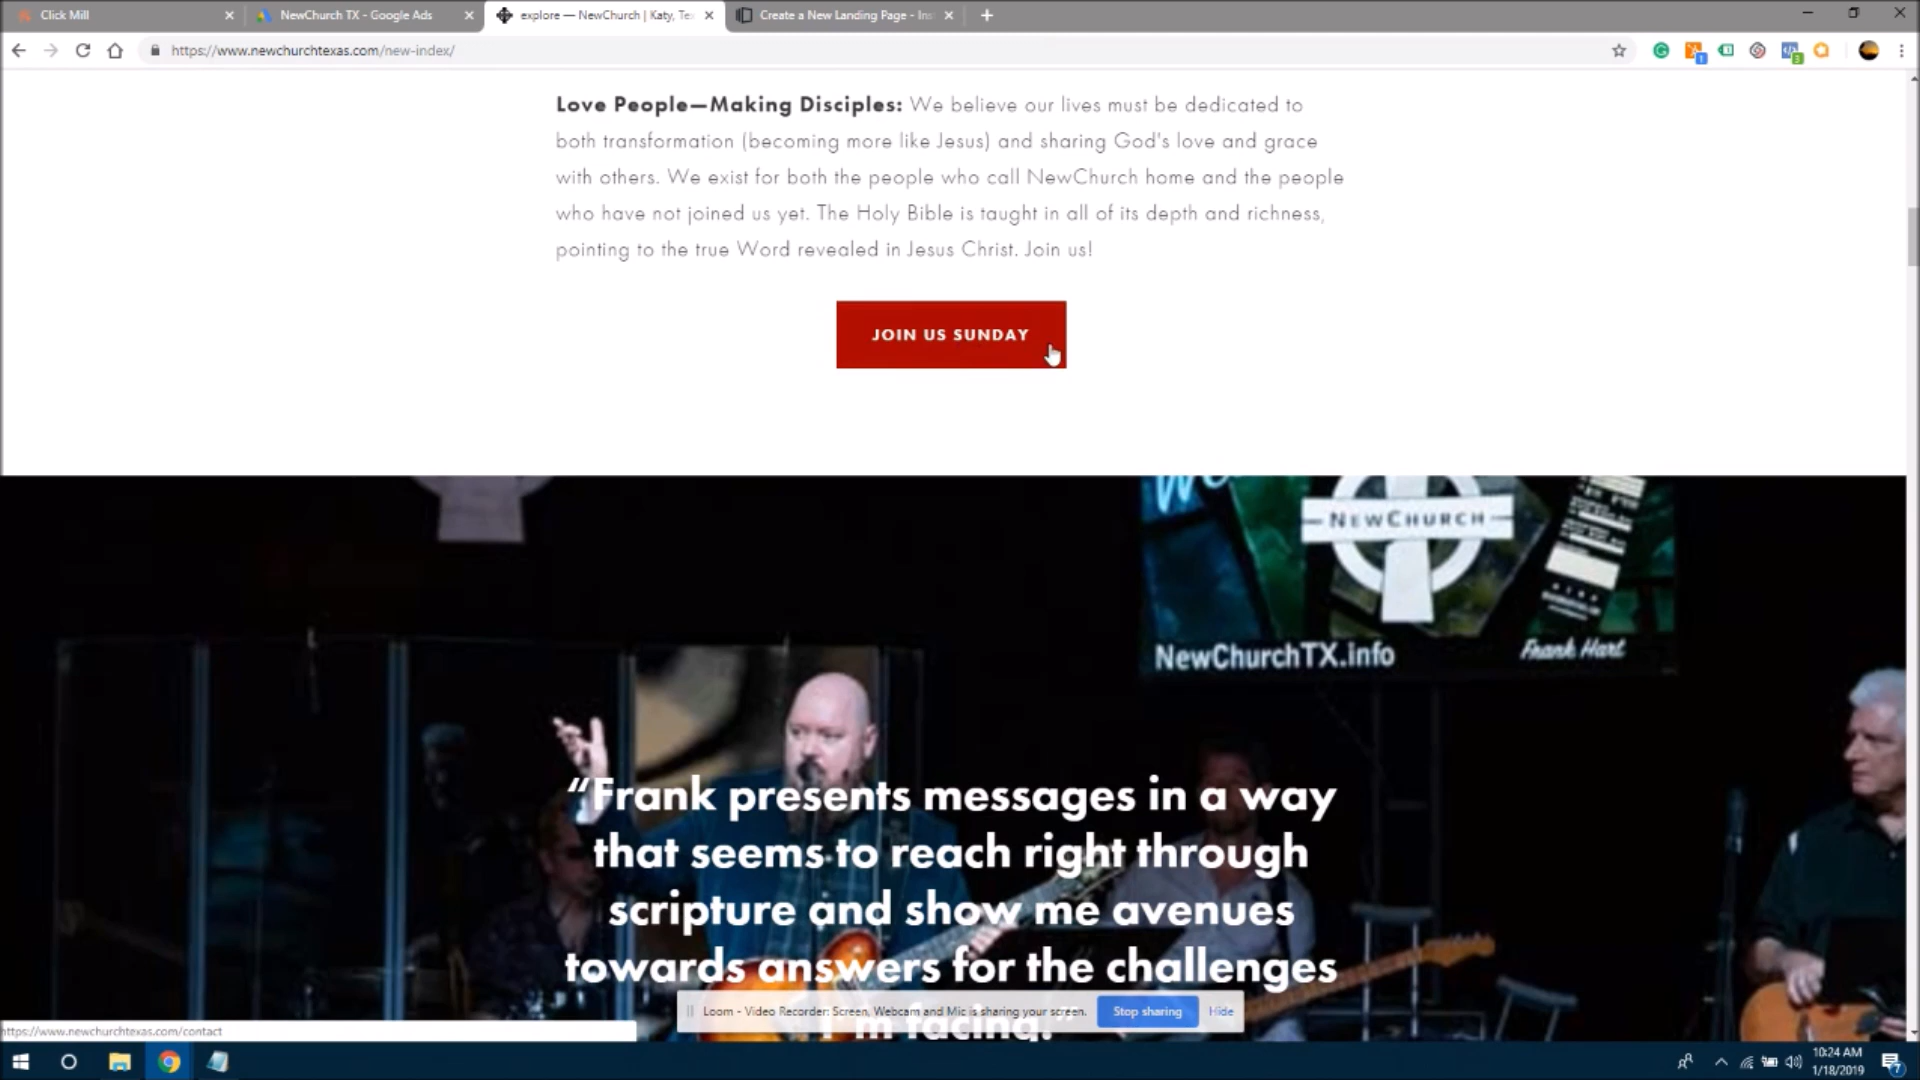 Click Mill
NewChurch TX - Google Ads
explore — NewChurch | Katy, Te
Create a New Landing Page - Ins
https://www.newchurchtexas.com/new-index/
Love People—Making Disciples: We believe our lives must be dedicated to
both transformation (becoming more like Jesus) and sharing God's love and grace
with others. We exist for both the people who call NewChurch home and the people
who have not joined us yet. The Holy Bible is taught in all of its depth and richness,
pointing to the true Word revealed in Jesus Christ. Join us!
JOIN US SUNDAY
NEWCHURCH
NewChurchTX.info
Frank Hart
“Frank presents messages in a way
that seems to reach right through
scripture and show me avenues
towards answers for the challenges
I'm facing.”
Loom - Video Recorder: Screen, Webcam and Mic is sharing your screen.
Stop sharing
Hide
https://www.newchurchtexas.com/contact
10:24 AM
1/18/2019